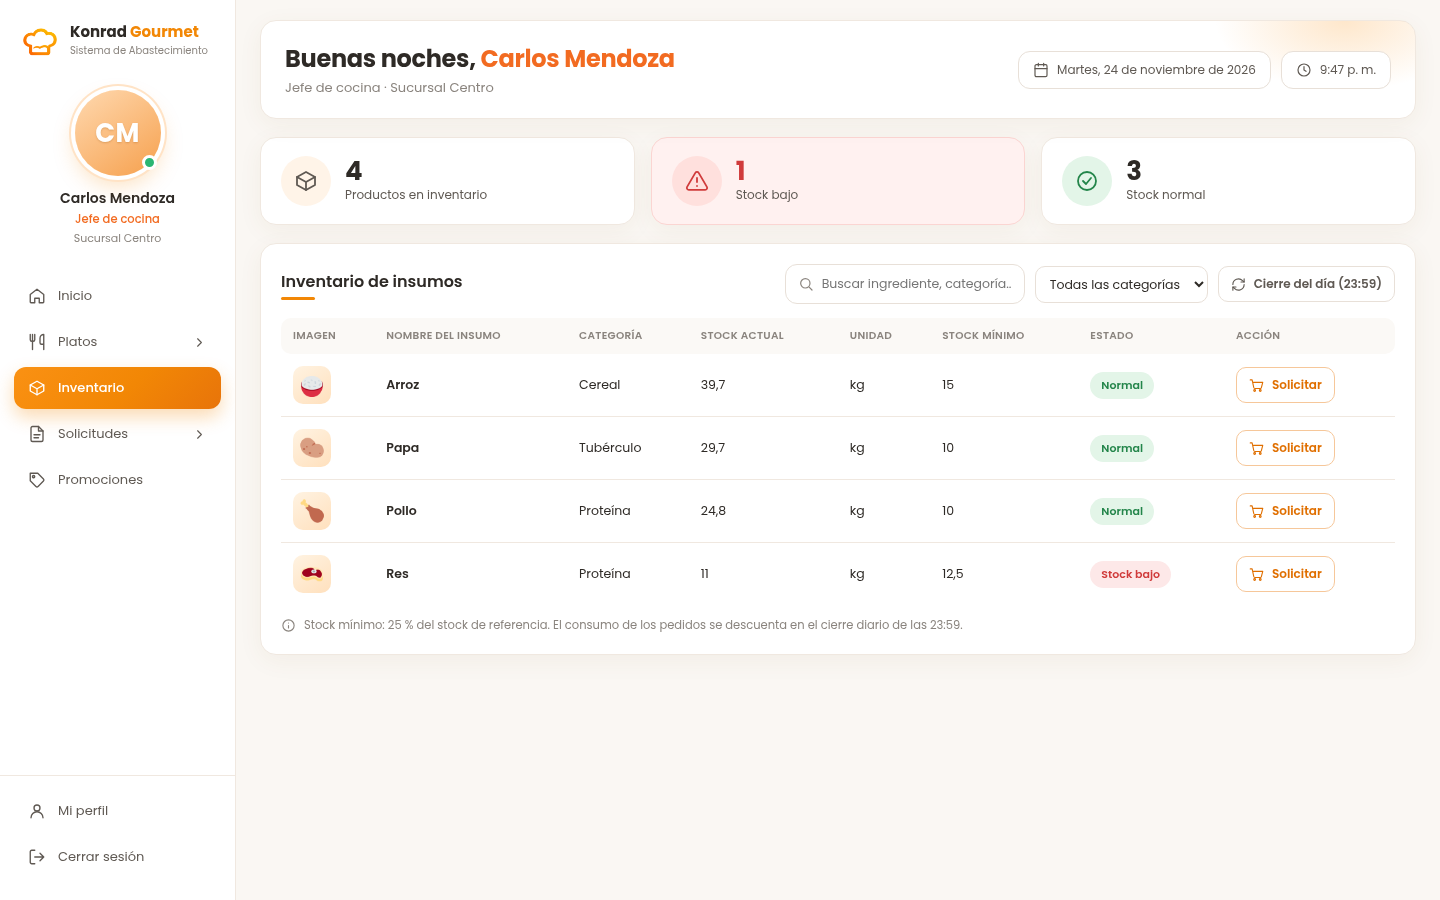 Konrad Gourmet
Sistema de Abastecimiento
CM
Carlos Mendoza
Jefe de cocina
Sucursal Centro
Inicio
Platos
Inventario
Solicitudes
Promociones
Mi perfil
Cerrar sesión
Buenas noches, Carlos Mendoza
Jefe de cocina · Sucursal Centro
Martes, 24 de noviembre de 2026
9:47 p. m.
4
Productos en inventario
1
Stock bajo
3
Stock normal
Inventario de insumos
Buscar ingrediente, categoría..
Todas las categorías
Cierre del día (23:59)
IMAGEN NOMBRE DEL INSUMO CATEGORÍA STOCK ACTUAL UNIDAD STOCK MÍNIMO ESTADO ACCIÓN
Arroz Cereal 39,7 kg 15 Normal Solicitar
Papa Tubérculo 29,7 kg 10 Normal Solicitar
Pollo Proteína 24,8 kg 10 Normal Solicitar
Res Proteína 11 kg 12,5 Stock bajo Solicitar
Stock mínimo: 25 % del stock de referencia. El consumo de los pedidos se descuenta en el cierre diario de las 23:59.